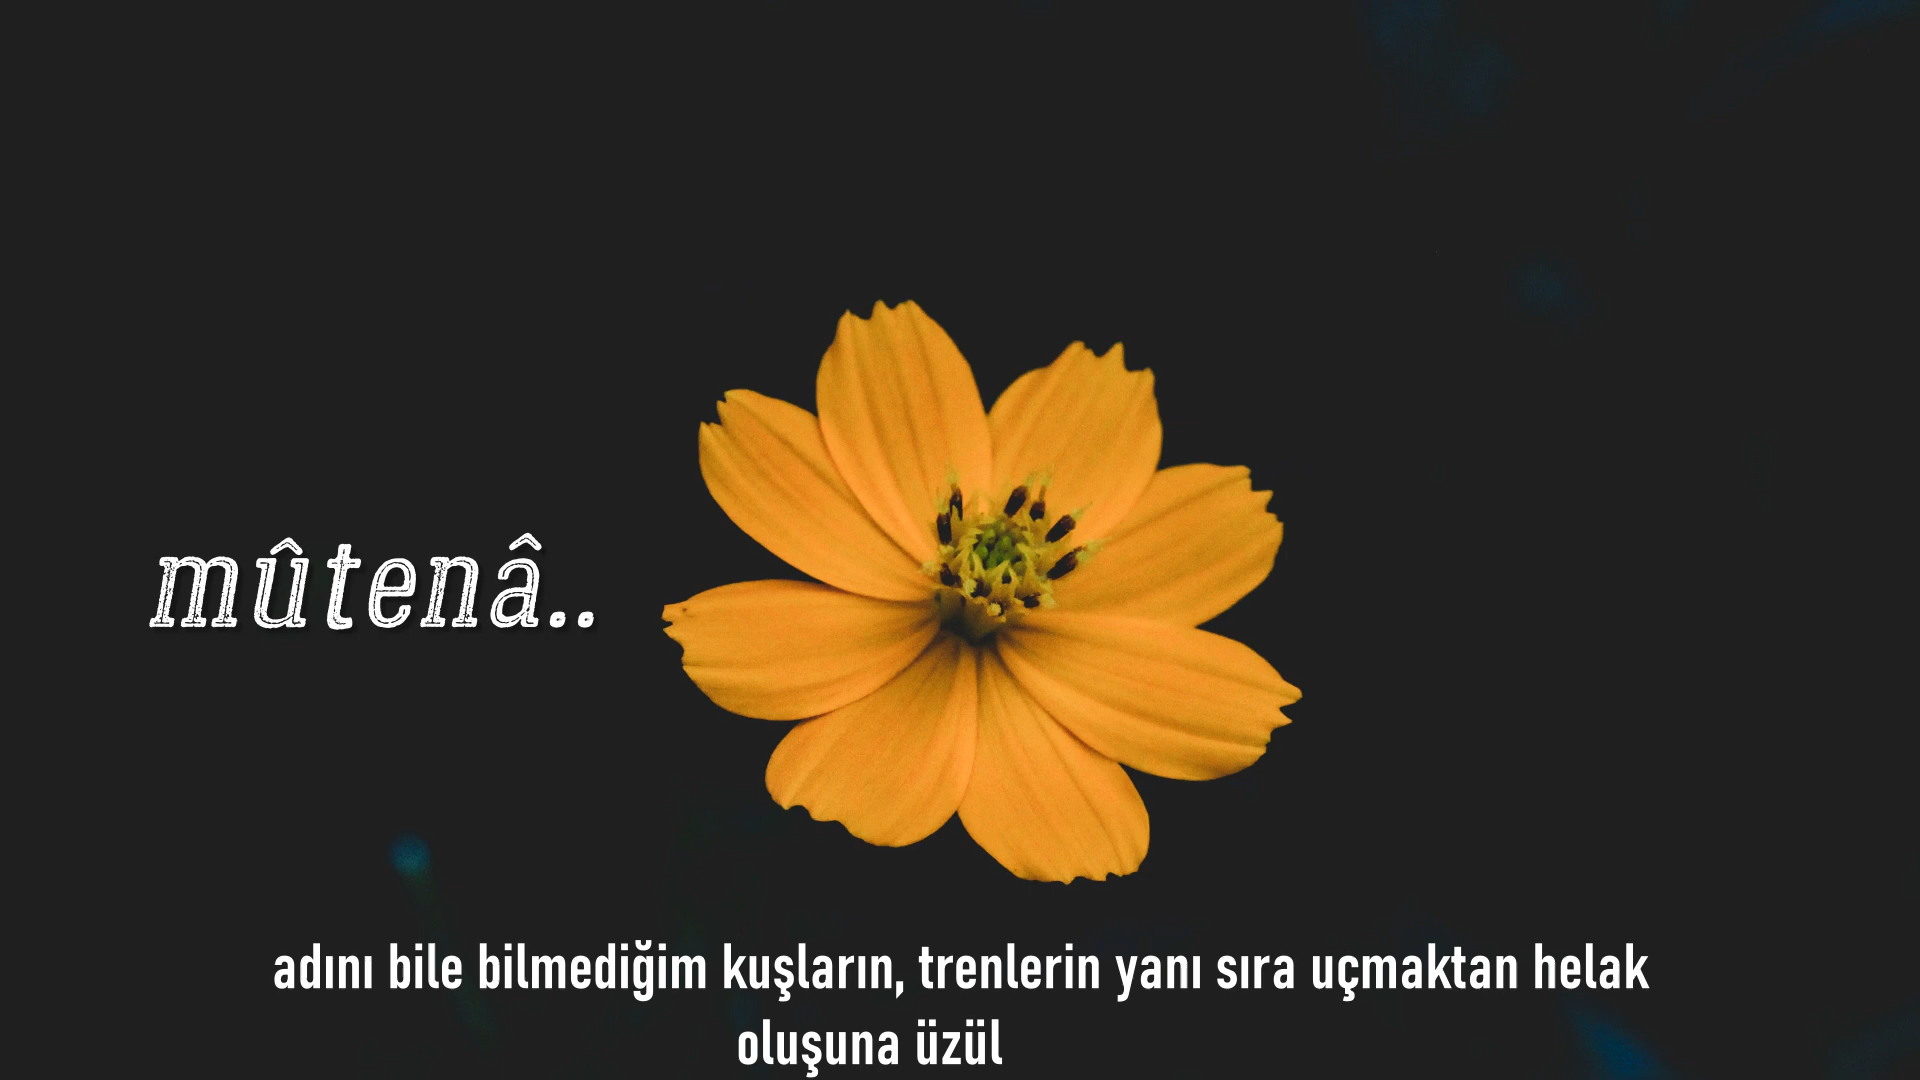 mûtenâ..
adını bile bilmediğim kuşların, trenlerin yanı sıra uçmaktan helak
oluşuna üzül